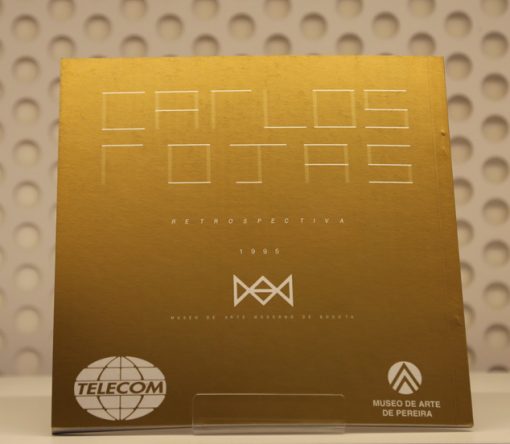 CArLOS
rOJAS
RETROSPECTIVA
1995
MUSEO DE ARTE MODERNO DE BOGOTA
TELECOM
MUSEO DE ARTE
DE PEREIRA